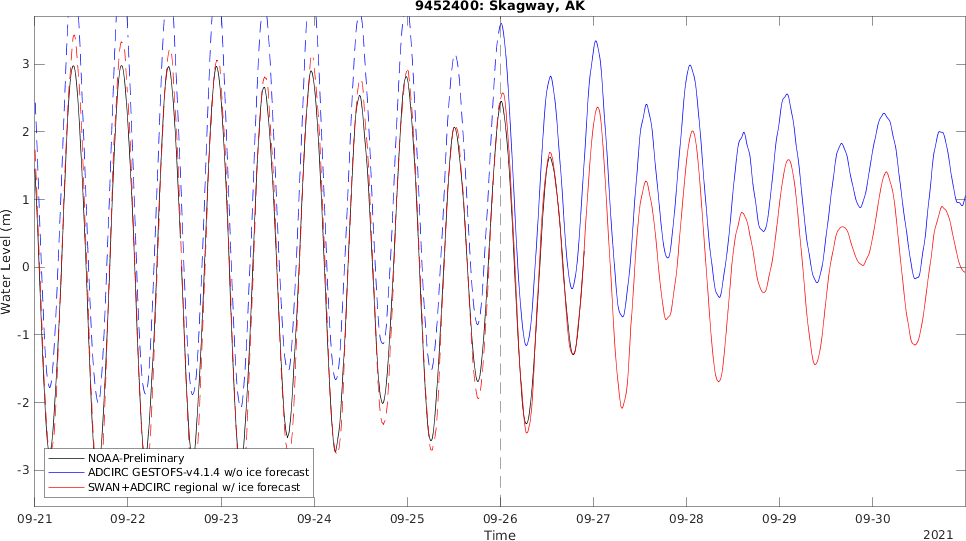 9452400: Skagway, AK
Water Level (m)
3
2
1
0
-1
-2
-3
NOAA-Preliminary
ADCIRC GESTOFS-v4.1.4 w/o ice forecast
SWAN+ADCIRC regional w/ ice forecast
09-21 09-22 09-23 09-24 09-25 09-26 09-27 09-28 09-29 09-30
Time
2021